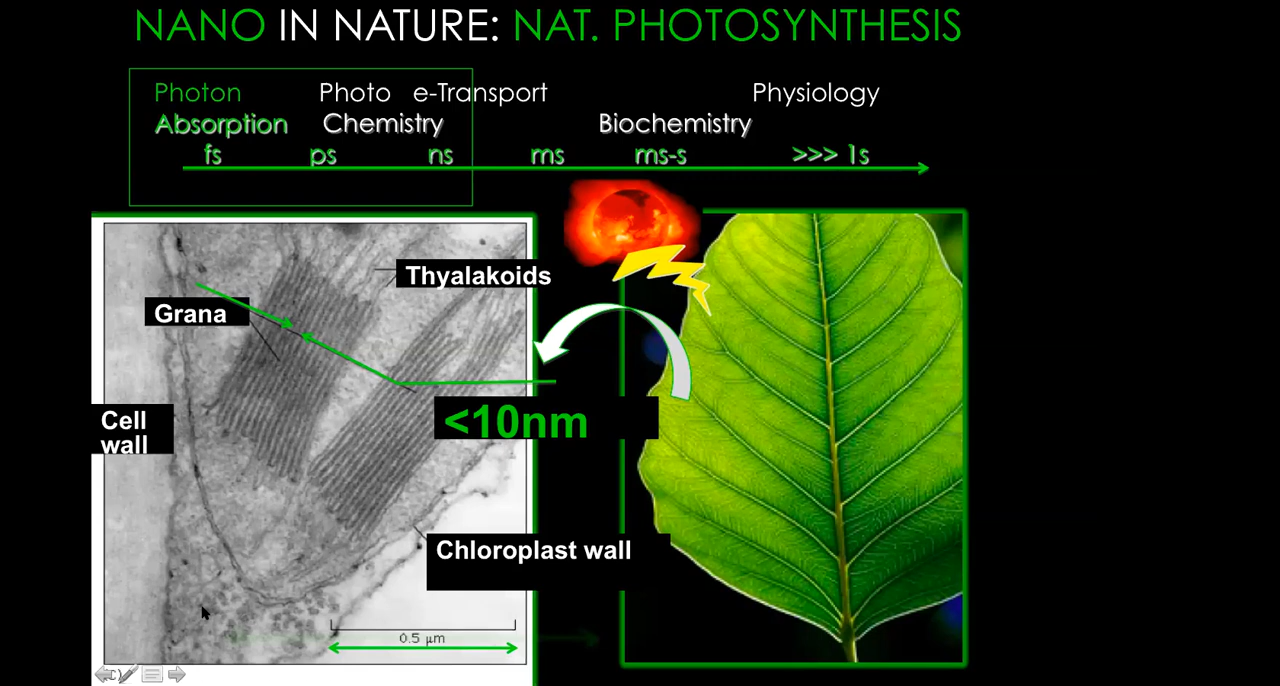 NANO IN NATURE: NAT. PHOTOSYNTHESIS
Photon Photo e-Transport Physiology
Absorption Chemistry Biochemistry
fs ps ns ms ms-s >>> 1s
Thyalakoids
Grana
Cell
wall
<10nm
Chloroplast wall
0.5 µm